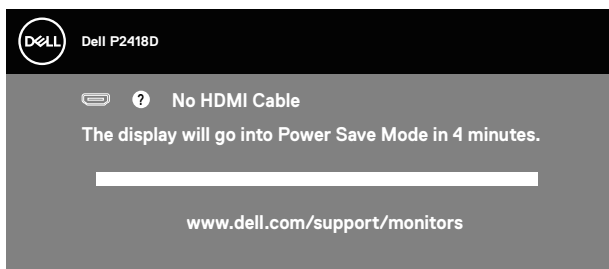 DELL
Dell P2418D
? No HDMI Cable
The display will go into Power Save Mode in 4 minutes.
www.dell.com/support/monitors